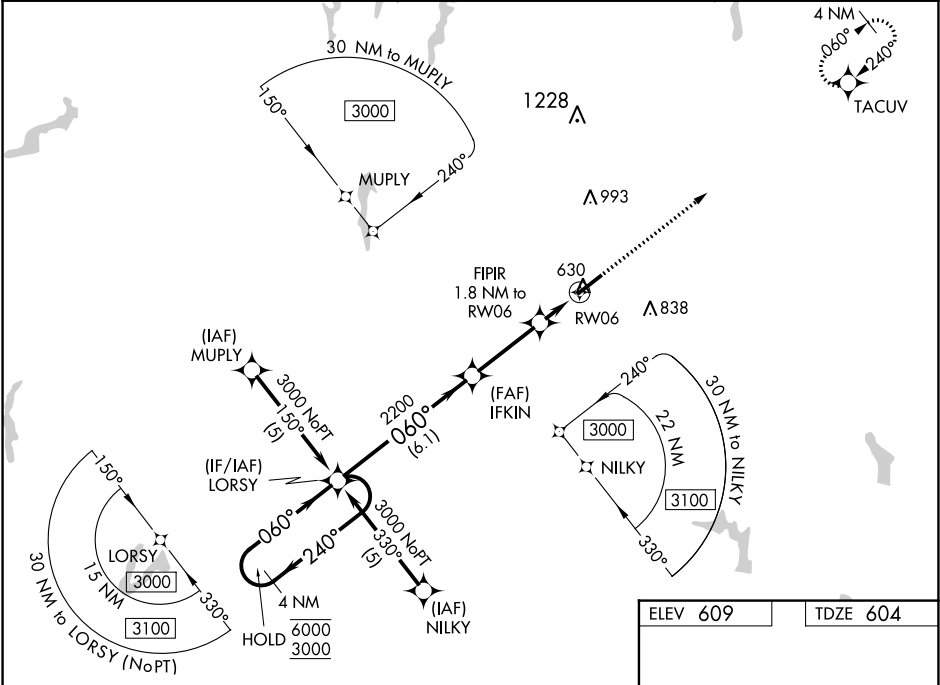 4 NM
060°
240°
TACUV
30 NM to MUPLY
150°
3000
240°
MUPLY
1228
993
FIPIR
1.8 NM to
RW06
630
RW06
838
(IAF)
MUPLY
3000 NoPT
150°
(5)
2200
060°
(6.1)
(FAF)
IFKIN
240°
3000
22 NM
30 NM to NILKY
NILKY
3100
330°
(IF/IAF)
LORSY
150°
LORSY
3000
15 NM
330°
3100
30 NM to LORSY (NoPT)
060°
240°
3000 NoPT
330°
(5)
4 NM
HOLD
6000
3000
(IAF)
NILKY
ELEV 609
TDZE 604